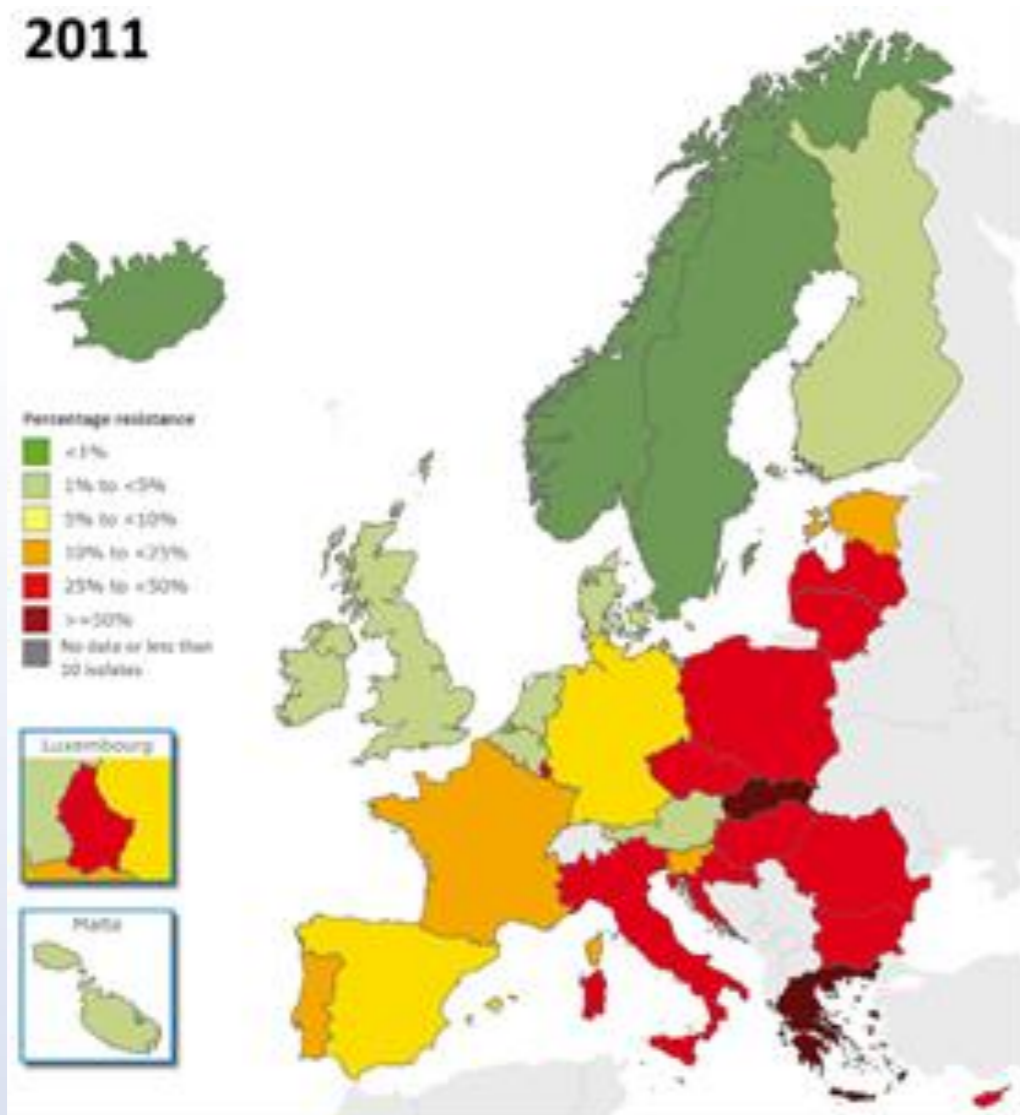 2011
Percentage resistance
<1%
1% to <5%
5% to <10%
10% to <25%
25% to <50%
>=50%
No data or less than
10 isolates
Luxembourg
Malta